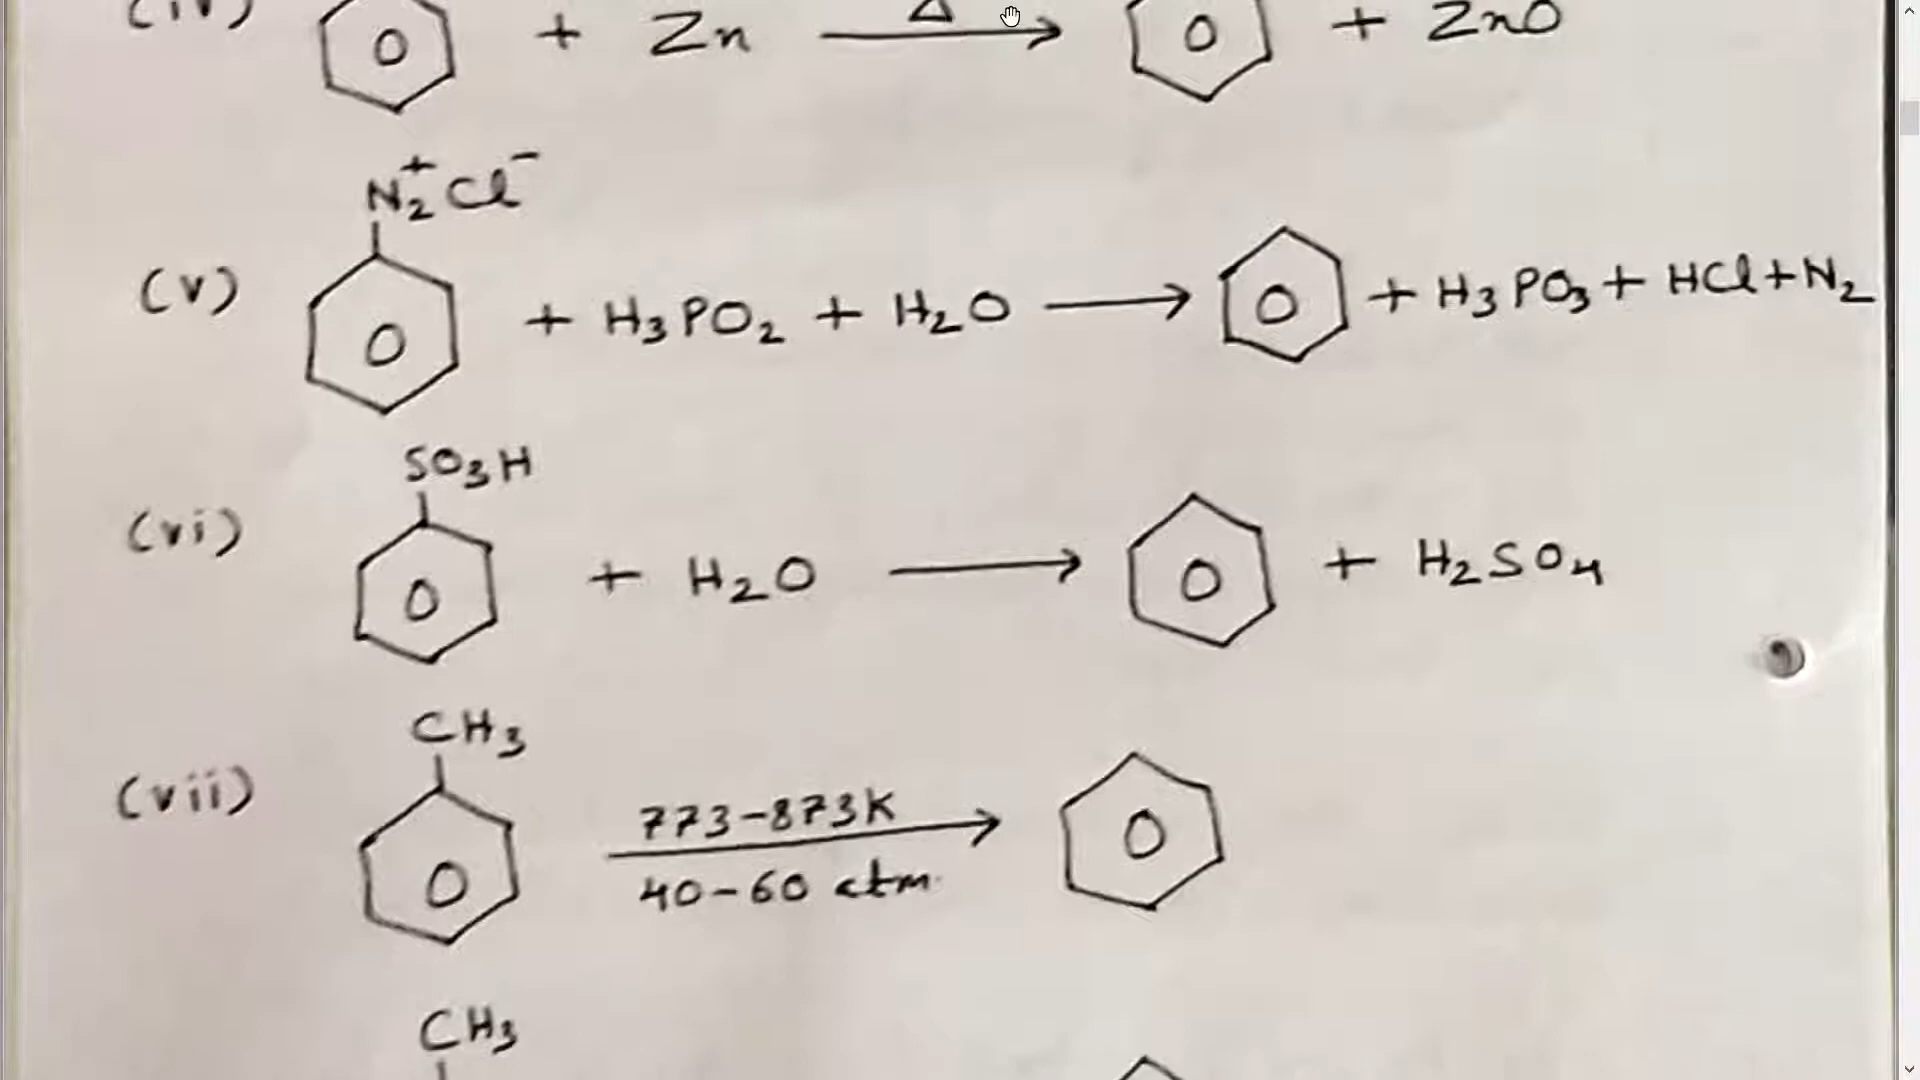 (iv) + Zn Δ → + ZnO
N₂⁺Cl⁻
(v) + H₃PO₂ + H₂O → + H₃PO₃ + HCl + N₂
SO₃H
(vi) + H₂O → + H₂SO₄
CH₃
(vii) 773-873K →
40-60 atm.
CH₃